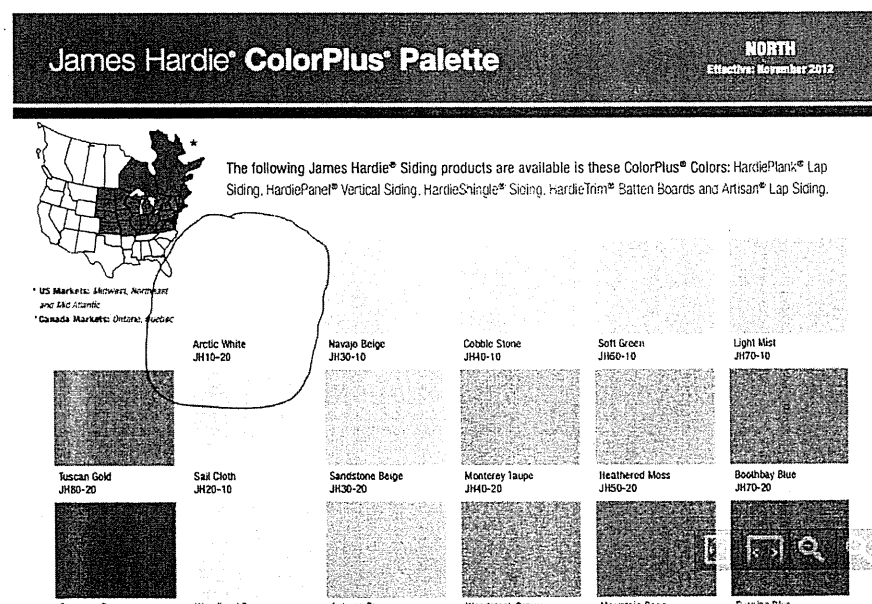 James Hardie® ColorPlus® Palette
NORTH
Effective: November 2012
The following James Hardie® Siding products are available is these ColorPlus® Colors: HardiePlank® Lap
Siding, HardiePanel® Vertical Siding, HardieShingle® Siding, HardieTrim® Batten Boards and Artisan® Lap Siding.
* US Markets: Midwest, Northeast
and Mid Atlantic
* Canada Markets: Ontario, Quebec
Arctic White
JH10-20
Navajo Beige
JH30-10
Cobble Stone
JH40-10
Soft Green
JH60-10
Light Mist
JH70-10
Tuscan Gold
JH80-20
Sail Cloth
JH20-10
Sandstone Beige
JH30-20
Monterey Taupe
JH40-20
Heathered Moss
JH50-20
Boothbay Blue
JH70-20